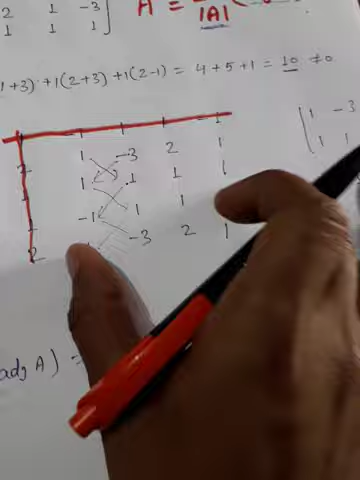 2 1 -3
1 1 1
A = 1/|A| (
1+3) + 1(2+3) + 1(2-1) = 4+5+1 = 10 ≠0
1 -3 2 1
1 1 1 1
-1 1 1
-3 2 1
1 -3
1 1
adj A) =